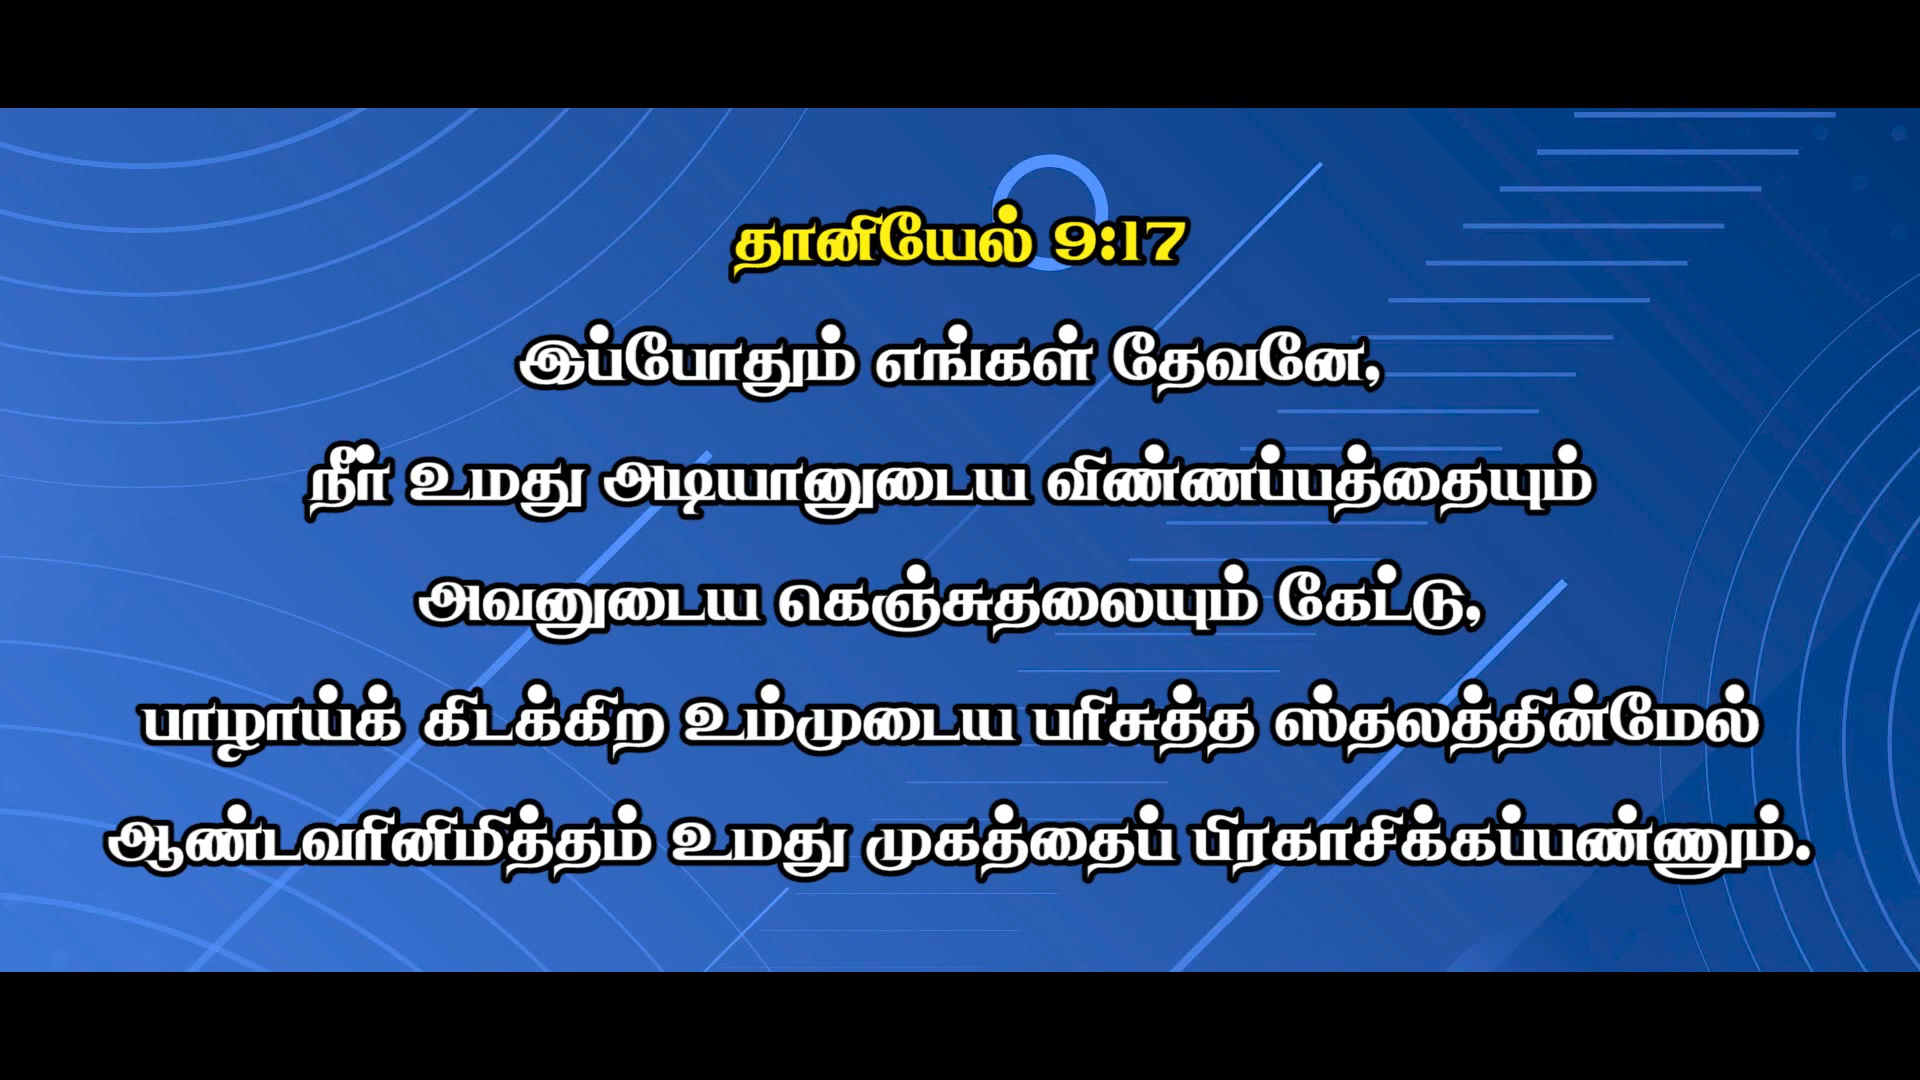 தானியேல் 9:17
இப்போதும் எங்கள் தேவனே,
நீர் உமது அடியானுடைய விண்ணப்பத்தையும்
அவனுடைய கெஞ்சுதலையும் கேட்டு,
பாழாய்க் கிடக்கிற உம்முடைய பரிசுத்த ஸ்தலத்தின்மேல்
ஆண்டவரினிமித்தம் உமது முகத்தைப் பிரகாசிக்கப்பண்ணும்.